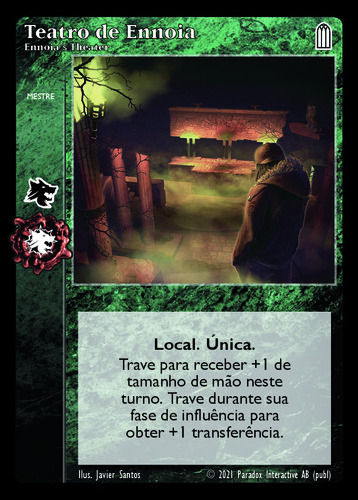 Teatro de Ennoia
Ennoia's Theater
MESTRE
Local. Única.
Trave para receber +1 de
tamanho de mão neste
turno. Trave durante sua
fase de influência para
obter +1 transferência.
Ilus. Javier Santos
© 2021 Paradox Interactive AB (publ)